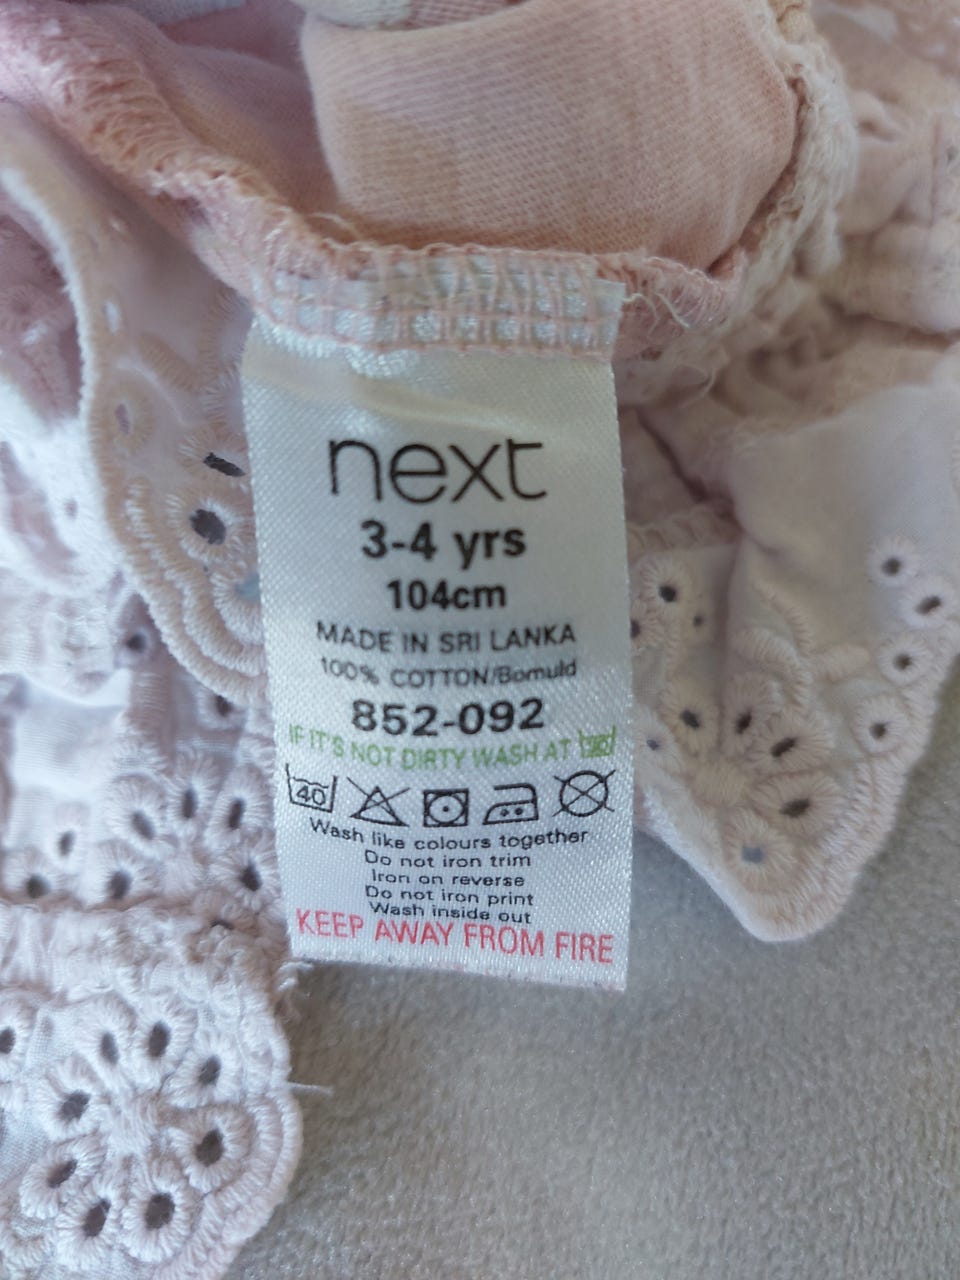 next
3-4 yrs
104cm
MADE IN SRI LANKA
100% COTTON/Bomuld
852-092
IF IT'S NOT DIRTY WASH AT 30
40
Wash like colours together
Do not iron trim
Iron on reverse
Do not iron print
Wash inside out
KEEP AWAY FROM FIRE